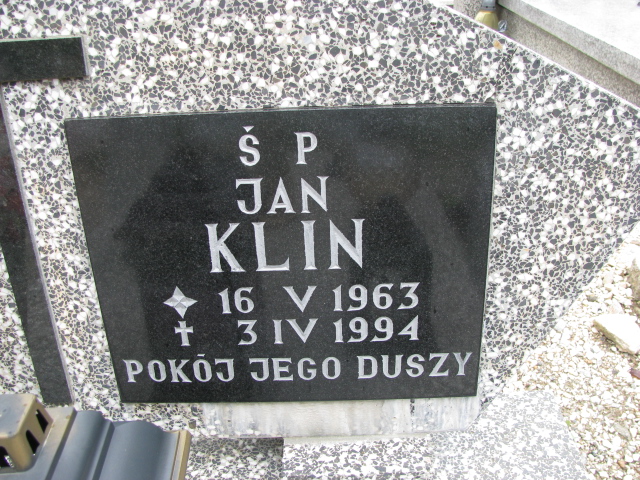 Ś P
JAN
KLIN
16 V 1963
✝ 3 IV 1994
POKÓJ JEGO DUSZY